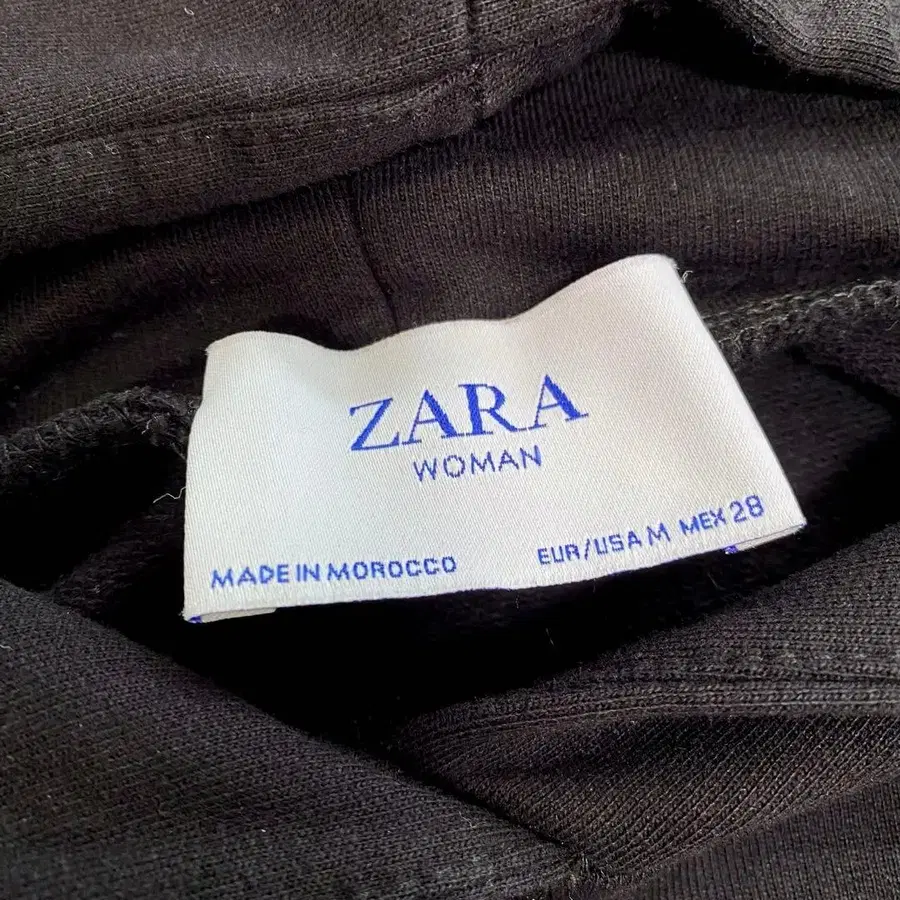 ZARA
WOMAN
MADE IN MOROCCO
EUR/USA M MEX 28